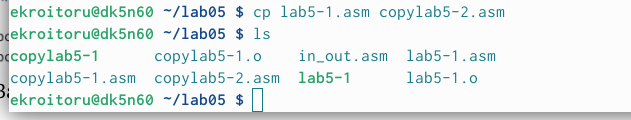 ekroitoru@dk5n60 ~/lab05 $ cp lab5-1.asm copylab5-2.asm
ekroitoru@dk5n60 ~/lab05 $ ls
copylab5-1 copylab5-1.o in_out.asm lab5-1.asm
copylab5-1.asm copylab5-2.asm lab5-1 lab5-1.o
ekroitoru@dk5n60 ~/lab05 $